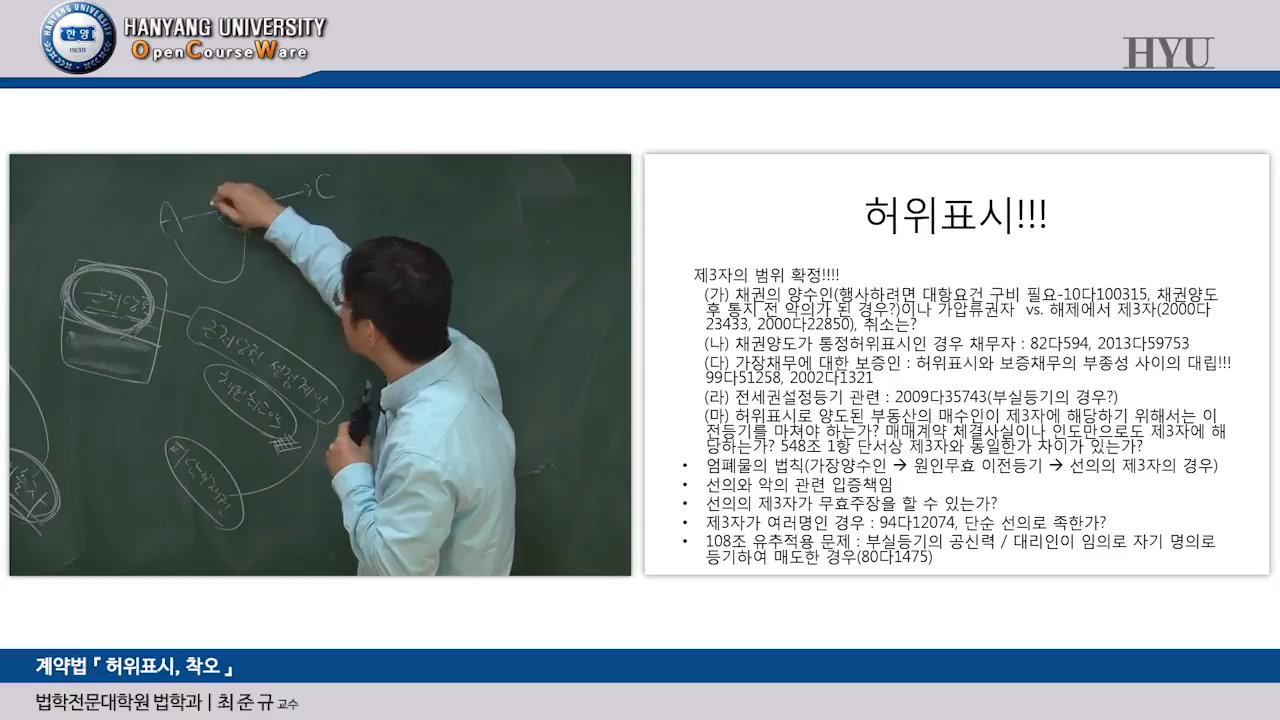 HANYANG UNIVERSITY
OpenCourseWare
HYU
한양
1939
HANYANG UNIVERSITY
A
C
근저당권
근저당권 설정계약
피담보채권
허위표시!!!
제3자의 범위 확정!!!!
(가) 채권의 양수인(행사하려면 대항요건 구비 필요-10다100315, 채권양도
후 통지 전 악의가 된 경우?)이나 가압류권자 vs. 해제에서 제3자(2000다
23433, 2000다22850), 취소는?
(나) 채권양도가 통정허위표시인 경우 채무자 : 82다594, 2013다59753
(다) 가장채무에 대한 보증인 : 허위표시와 보증채무의 부종성 사이의 대립!!!
99다51258, 2002다1321
(라) 전세권설정등기 관련 : 2009다35743(부실등기의 경우?)
(마) 허위표시로 양도된 부동산의 매수인이 제3자에 해당하기 위해서는 이
전등기를 마쳐야 하는가? 매매계약 체결사실이나 인도만으로도 제3자에 해
당하는가? 548조 1항 단서상 제3자와 동일한가 차이가 있는가?
• 엄폐물의 법칙(가장양수인 → 원인무효 이전등기 → 선의의 제3자의 경우)
• 선의와 악의 관련 입증책임
• 선의의 제3자가 무효주장을 할 수 있는가?
• 제3자가 여러명인 경우 : 94다12074, 단순 선의로 족한가?
• 108조 유추적용 문제 : 부실등기의 공신력 / 대리인이 임의로 자기 명의로
등기하여 매도한 경우(80다1475)
계약법『 허위표시, 착오 』
법학전문대학원 법학과 | 최 준 규 교수